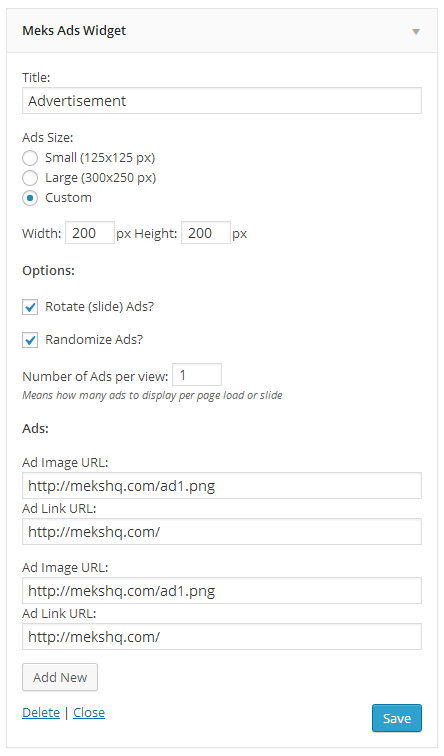 Meks Ads Widget
Title:
Advertisement
Ads Size:
Small (125x125 px)
Large (300x250 px)
Custom
Width: 200 px Height: 200 px
Options:
Rotate (slide) Ads?
Randomize Ads?
Number of Ads per view: 1
Means how many ads to display per page load or slide
Ads:
Ad Image URL:
http://mekshq.com/ad1.png
Ad Link URL:
http://mekshq.com/
Ad Image URL:
http://mekshq.com/ad1.png
Ad Link URL:
http://mekshq.com/
Add New
Delete | Close
Save